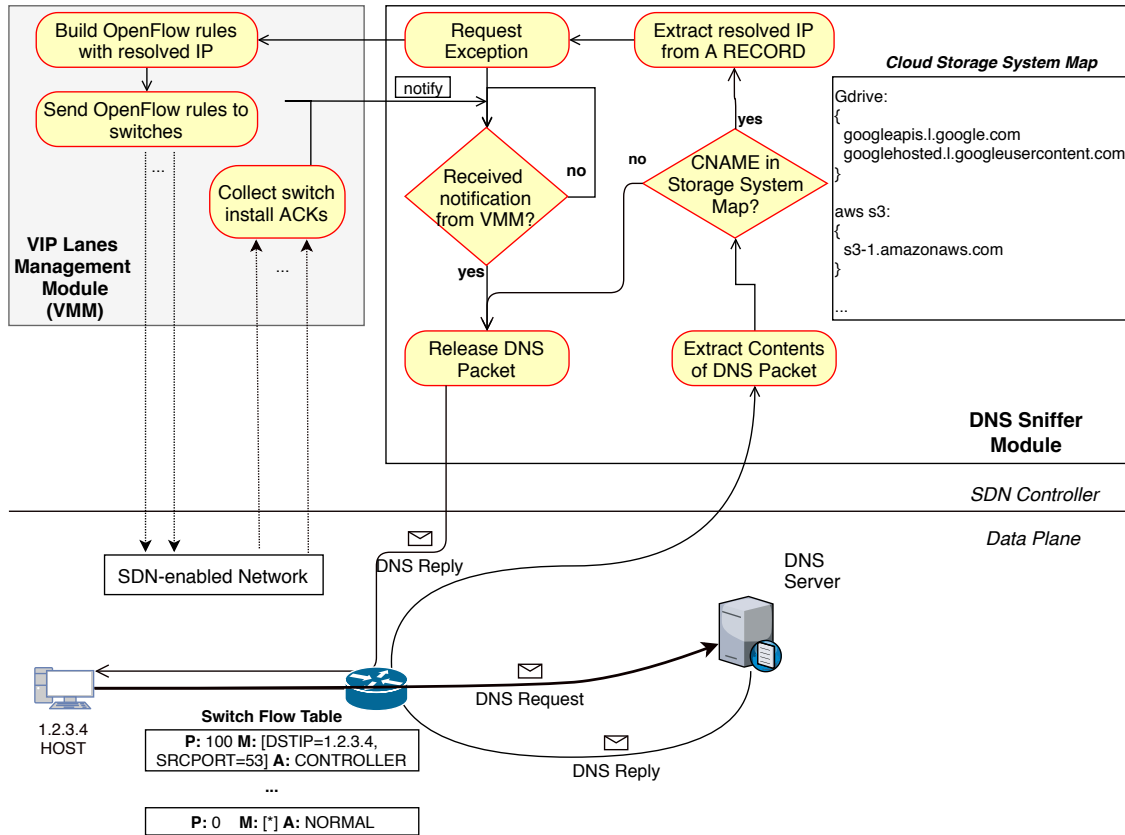 Build OpenFlow rules
with resolved IP
Request
Exception
Extract resolved IP
from A RECORD
Cloud Storage System Map
notify
Send OpenFlow rules to
switches
...
Collect switch
install ACKs
...
VIP Lanes
Management
Module
(VMM)
Received
notification
from VMM?
no
yes
yes
no
CNAME in
Storage System
Map?
Gdrive:
{
googleapis.l.google.com
googlehosted.l.googleusercontent.com
}
aws s3:
{
s3-1.amazonaws.com
}
...
Release DNS
Packet
Extract Contents
of DNS Packet
DNS Sniffer
Module
SDN Controller
Data Plane
SDN-enabled Network
DNS Reply
DNS
Server
DNS Request
1.2.3.4
HOST
DNS Reply
Switch Flow Table
P: 100 M: [DSTIP=1.2.3.4,
SRCPORT=53] A: CONTROLLER
...
P: 0 M: [*] A: NORMAL